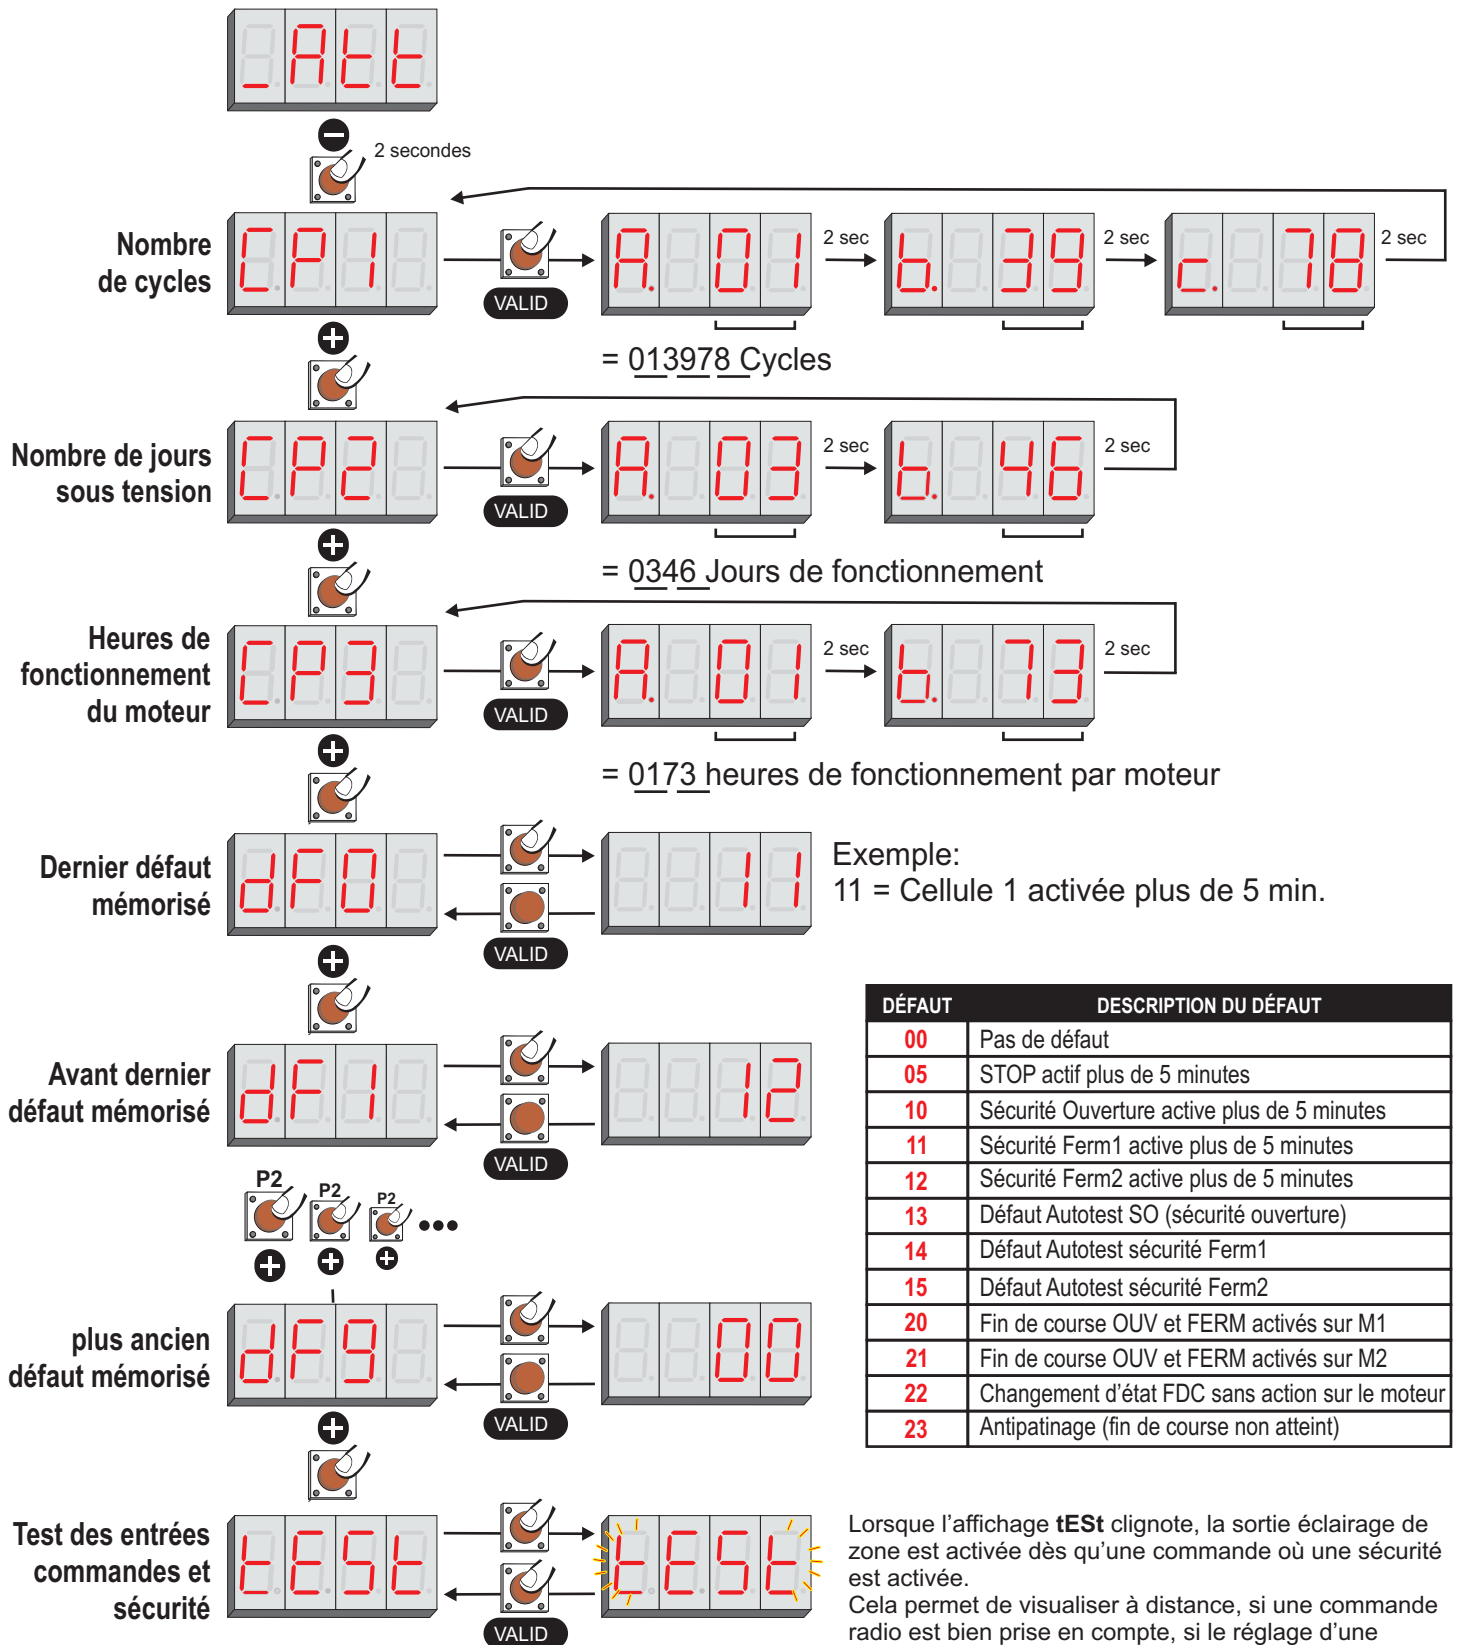 _Att
2 secondes
Nombre
de cycles
CP1
VALID
A. 01
2 sec
b. 39
2 sec
c. 78
2 sec
= 013978 Cycles
Nombre de jours
sous tension
CP2
VALID
A. 03
2 sec
b. 46
2 sec
= 0346 Jours de fonctionnement
Heures de
fonctionnement
du moteur
CP3
VALID
A. 01
2 sec
b. 73
2 sec
= 0173 heures de fonctionnement par moteur
Dernier défaut
mémorisé
dF0
VALID
11
Exemple:
11 = Cellule 1 activée plus de 5 min.
Avant dernier
défaut mémorisé
dF1
VALID
12
P2 P2 P2 •••
plus ancien
défaut mémorisé
dF9
VALID
00
DÉFAUT DESCRIPTION DU DÉFAUT
00 Pas de défaut
05 STOP actif plus de 5 minutes
10 Sécurité Ouverture active plus de 5 minutes
11 Sécurité Ferm1 active plus de 5 minutes
12 Sécurité Ferm2 active plus de 5 minutes
13 Défaut Autotest SO (sécurité ouverture)
14 Défaut Autotest sécurité Ferm1
15 Défaut Autotest sécurité Ferm2
20 Fin de course OUV et FERM activés sur M1
21 Fin de course OUV et FERM activés sur M2
22 Changement d'état FDC sans action sur le moteur
23 Antipatinage (fin de course non atteint)
Test des entrées
commandes et
sécurité
tESt
VALID
tESt
Lorsque l'affichage tESt clignote, la sortie éclairage de
zone est activée dès qu'une commande où une sécurité
est activée.
Cela permet de visualiser à distance, si une commande
radio est bien prise en compte, si le réglage d'une